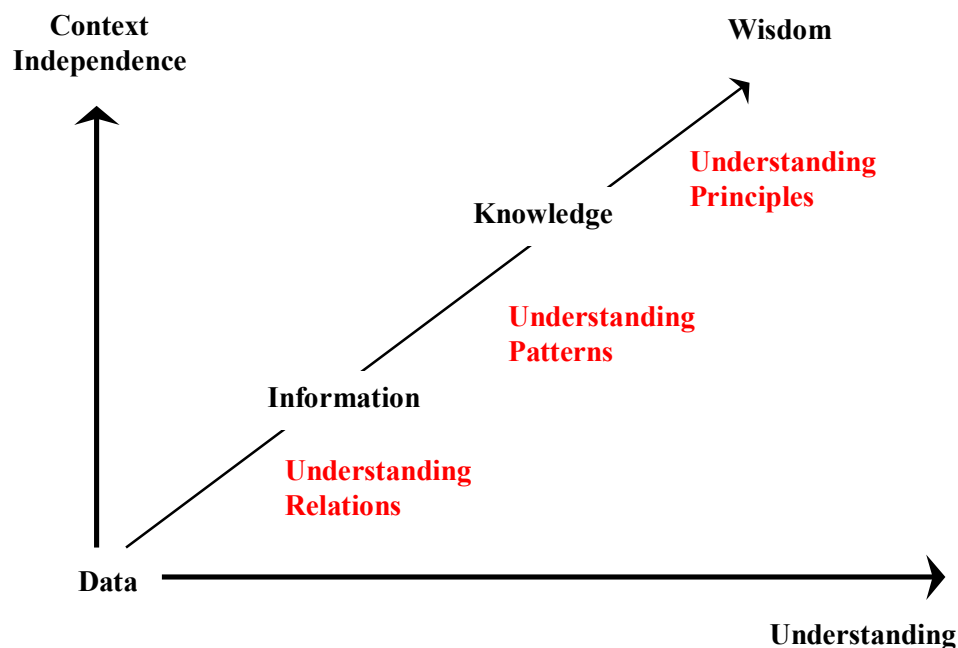 Context
Independence
Wisdom
Understanding
Principles
Knowledge
Understanding
Patterns
Information
Understanding
Relations
Data
Understanding